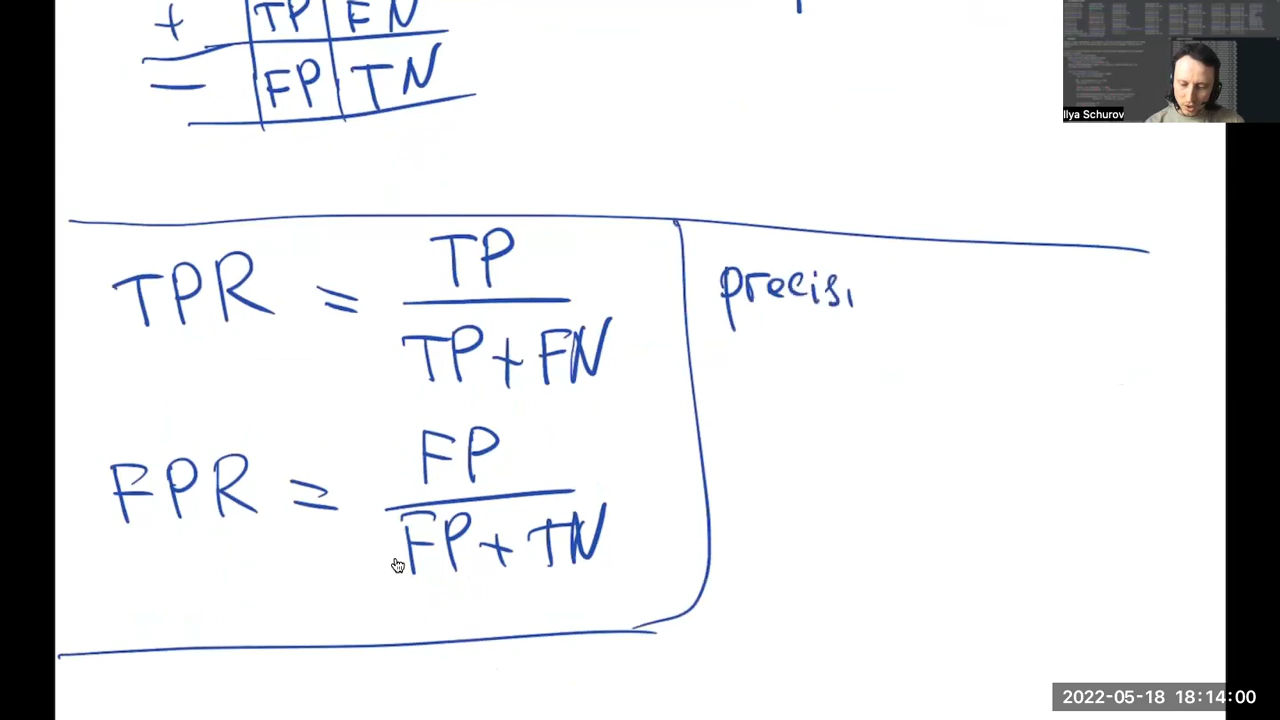 + TP FN
= FP TN
Ilya Schurov
TPR = TP / TP + FN
precisi
FPR = FP / FP + TN
2022-05-18 18:14:00